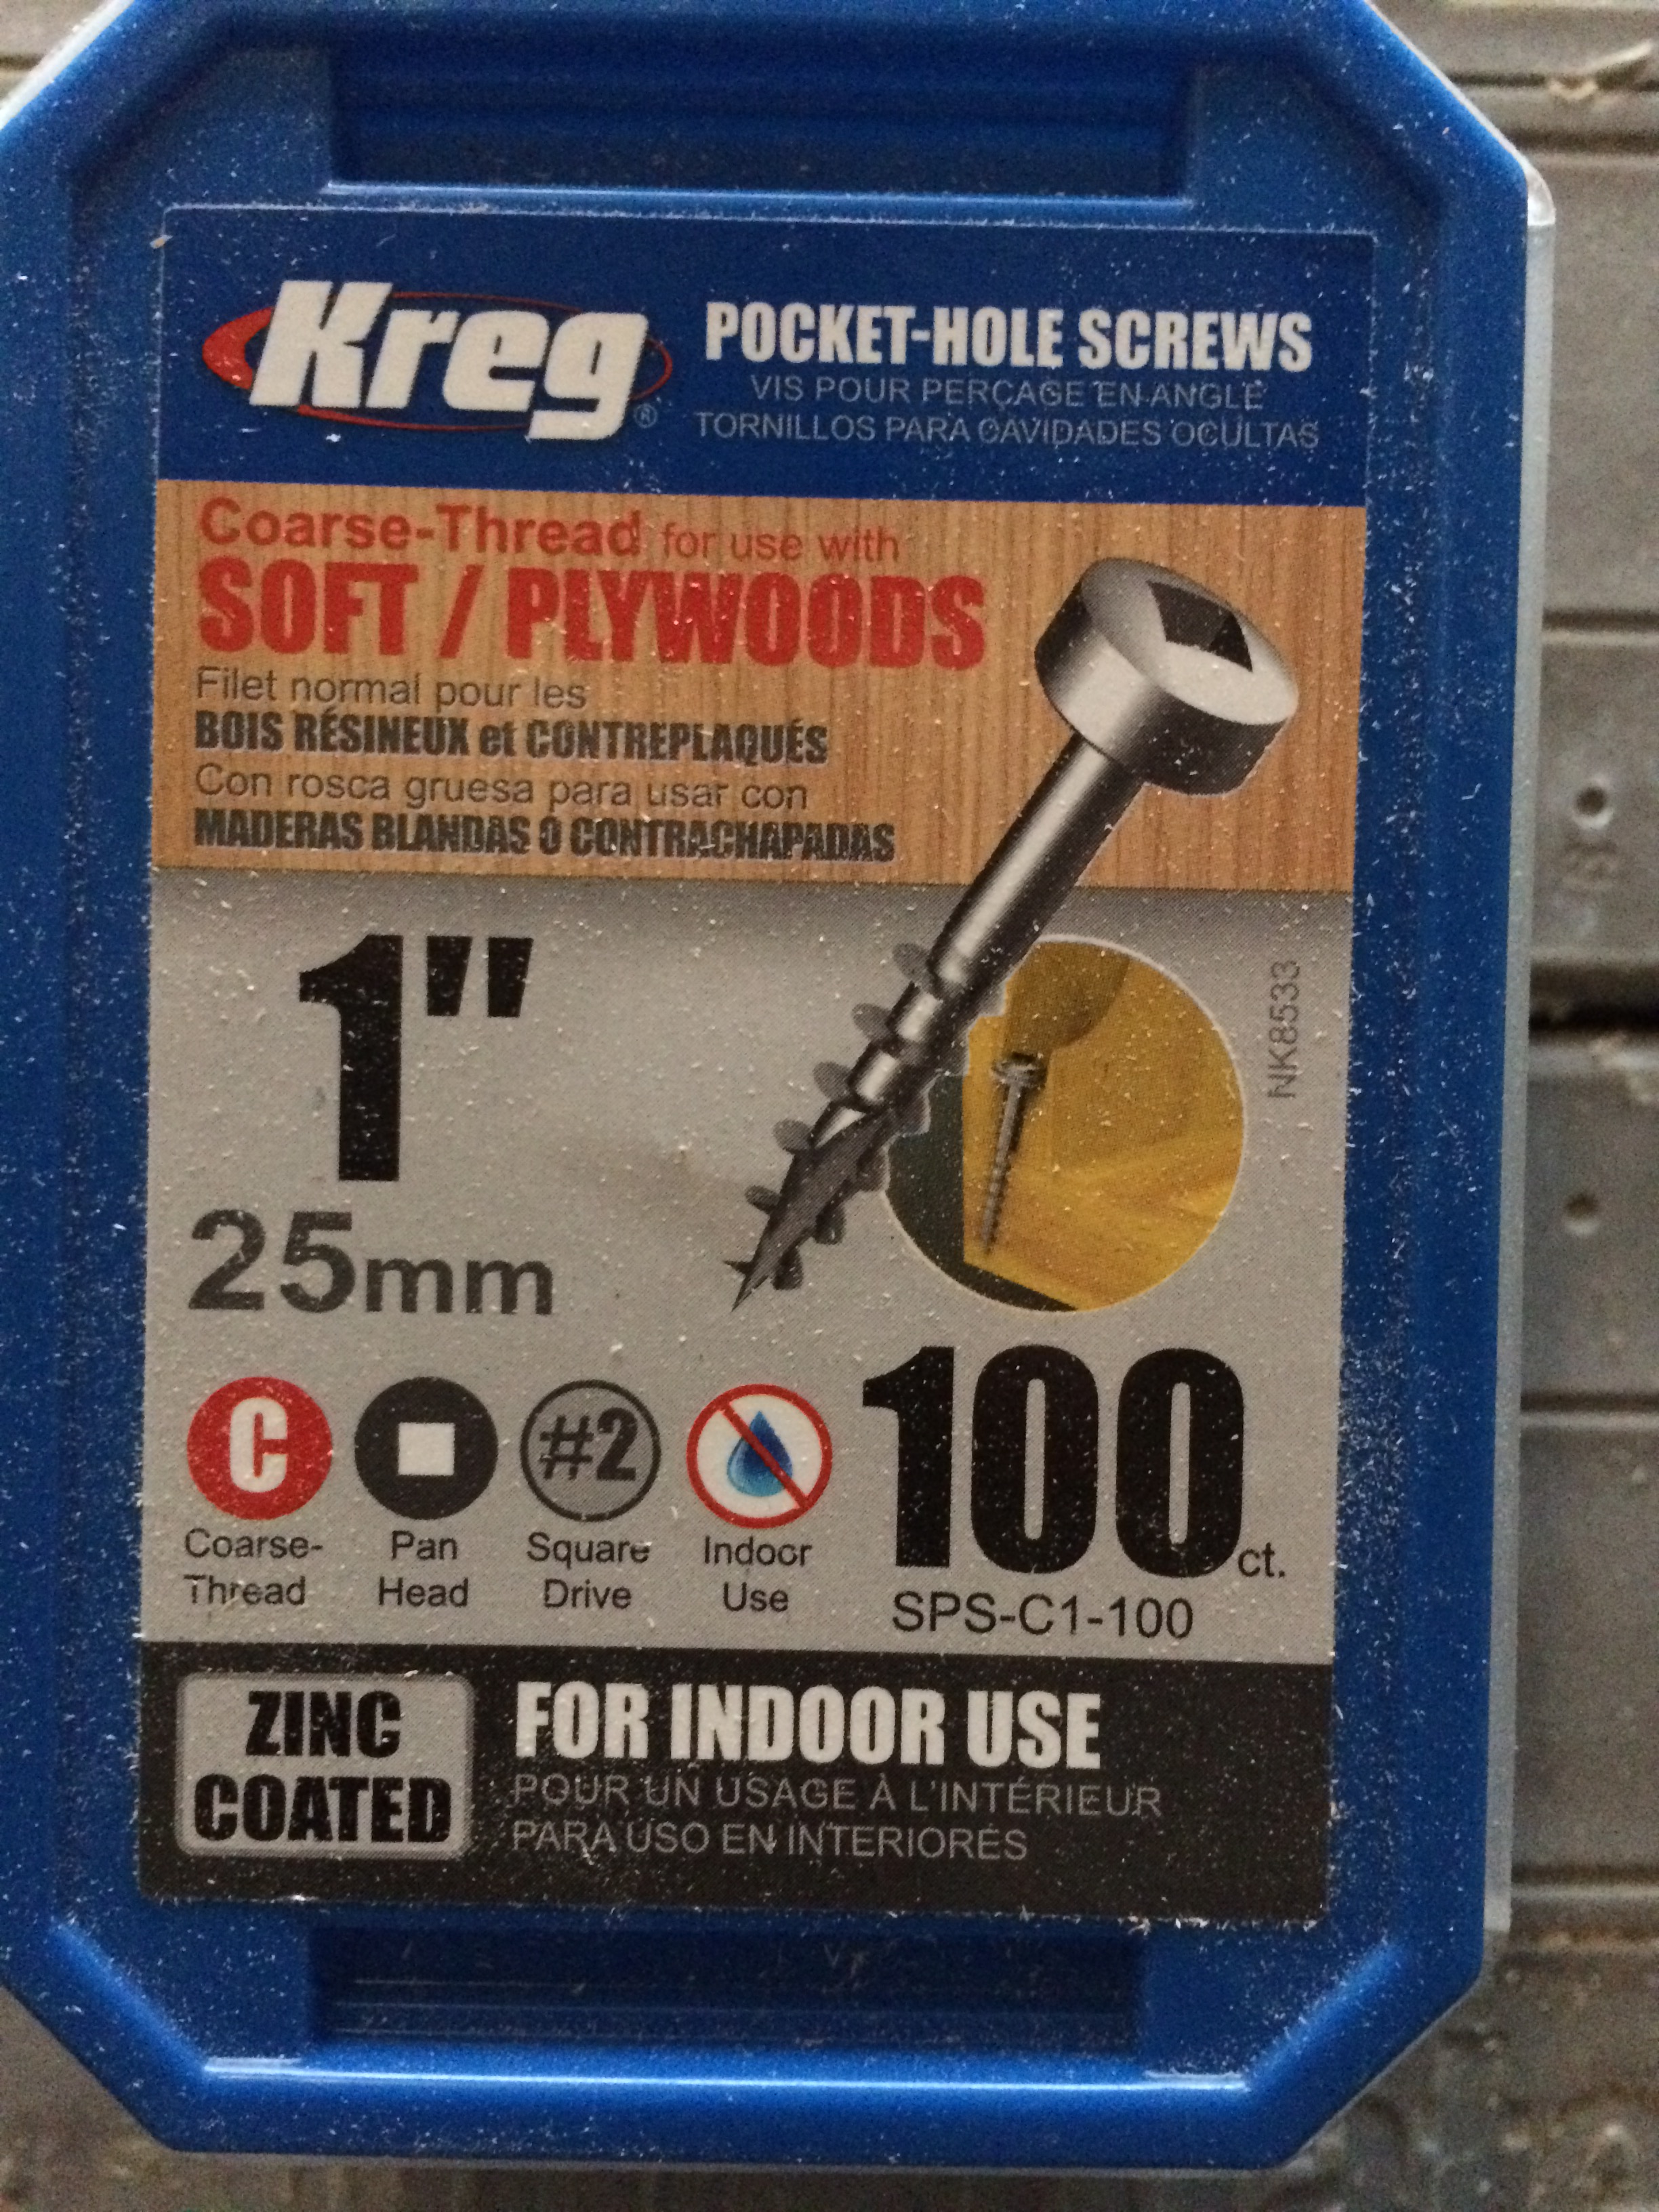 Kreg®
POCKET-HOLE SCREWS
VIS POUR PERÇAGE EN ANGLE
TORNILLOS PARA CAVIDADES OCULTAS
Coarse-Thread for use with
SOFT / PLYWOODS
Filet normal pour les
BOIS RÉSINEUX et CONTREPLAQUÉS
Con rosca gruesa para usar con
MADERAS BLANDAS O CONTRACHAPADAS
1"
25mm
NK8533
C
Coarse-
Thread
Pan
Head
#2
Square
Drive
Indoor
Use
100 ct.
SPS-C1-100
ZINC
COATED
FOR INDOOR USE
POUR UN USAGE À L'INTÉRIEUR
PARA USO EN INTERIORES